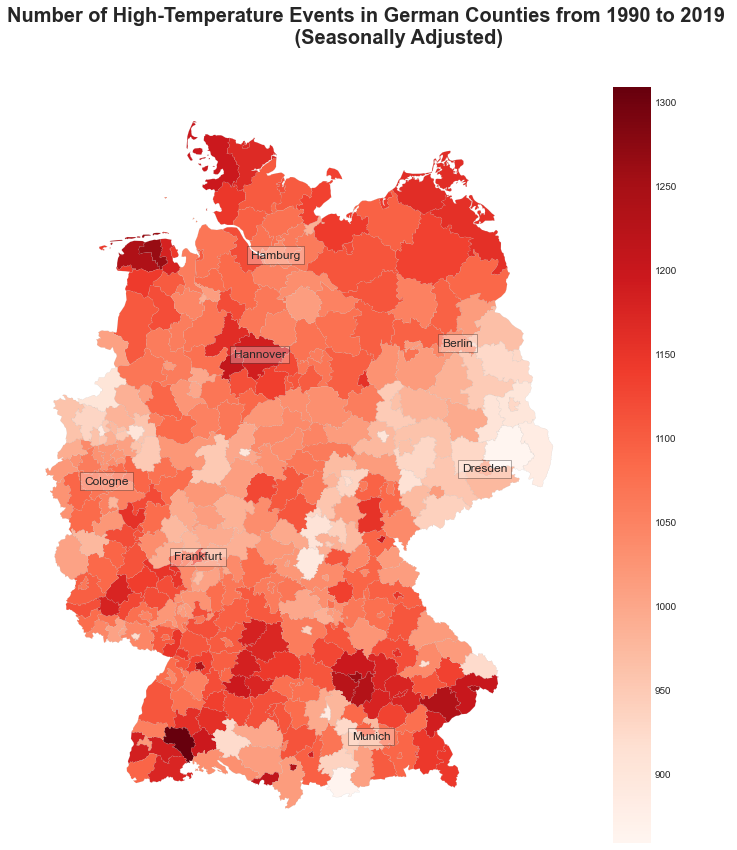 Number of High-Temperature Events in German Counties from 1990 to 2019
(Seasonally Adjusted)
1300
1250
Hamburg
1200
Berlin
Hannover
1150
1100
Dresden
Cologne
1050
Frankfurt
1000
950
Munich
900